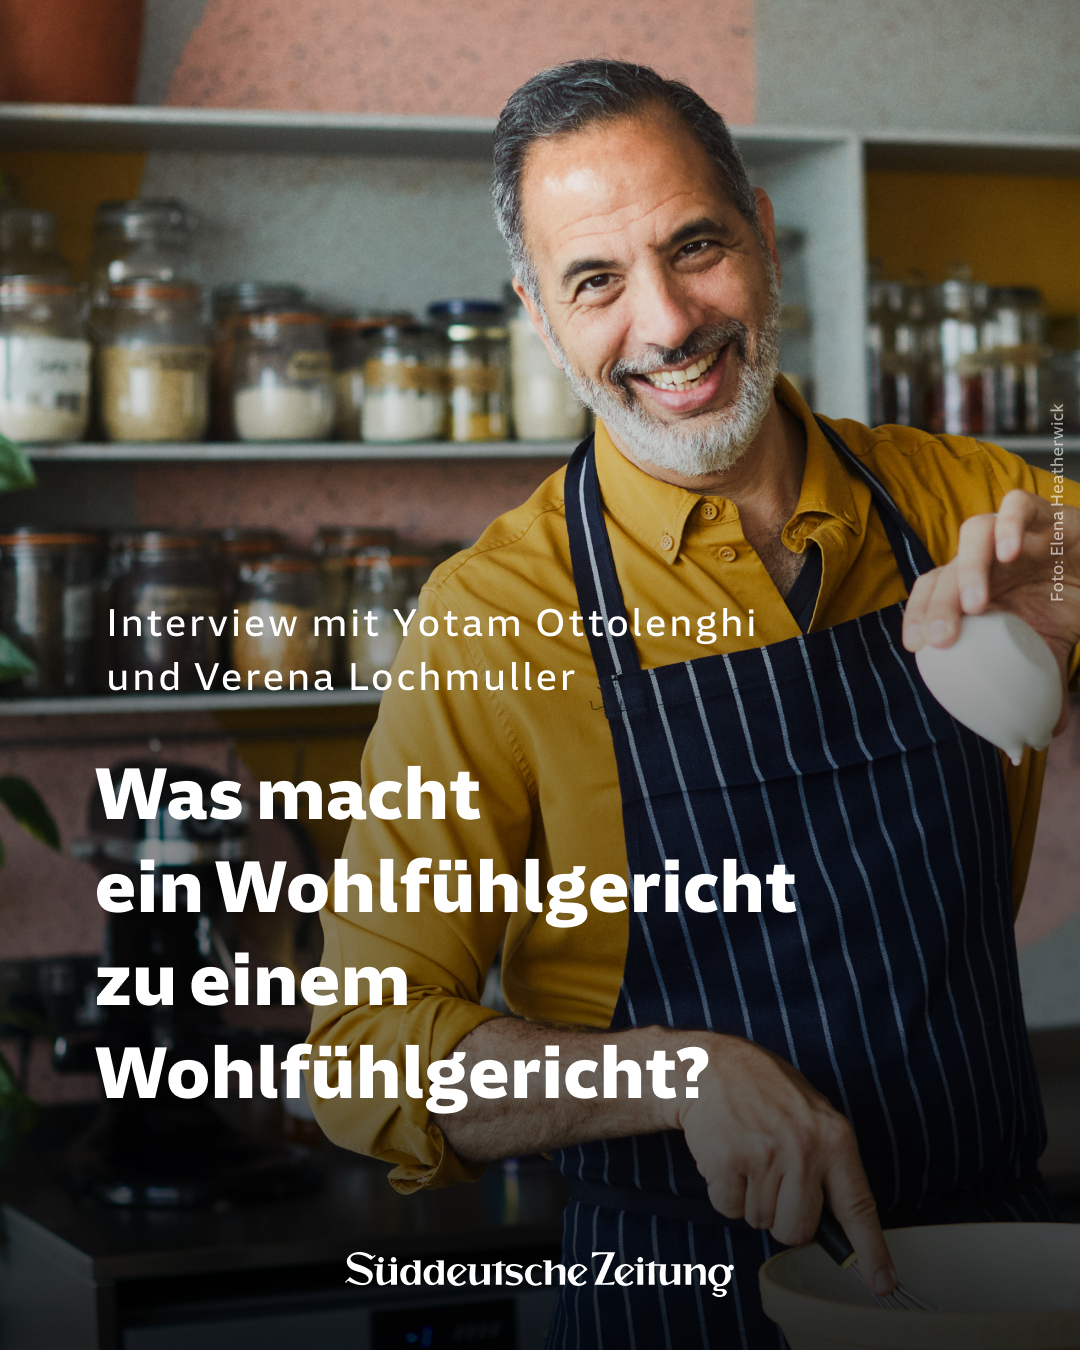 Foto: Elena Heatherwick
Interview mit Yotam Ottolenghi
und Verena Lochmuller
Was macht
ein Wohlfühlgericht
zu einem
Wohlfühlgericht?
Süddeutsche Zeitung